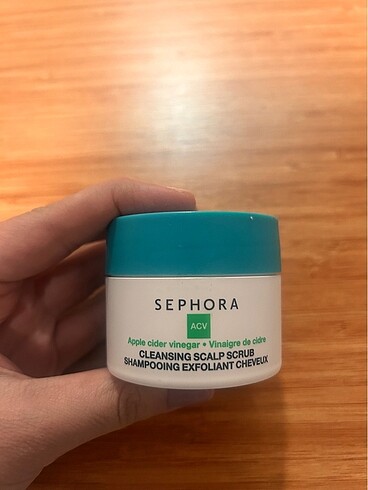 SEPHORA
ACV
Apple cider vinegar • Vinaigre de cidre
CLEANSING SCALP SCRUB
SHAMPOOING EXFOLIANT CHEVEUX